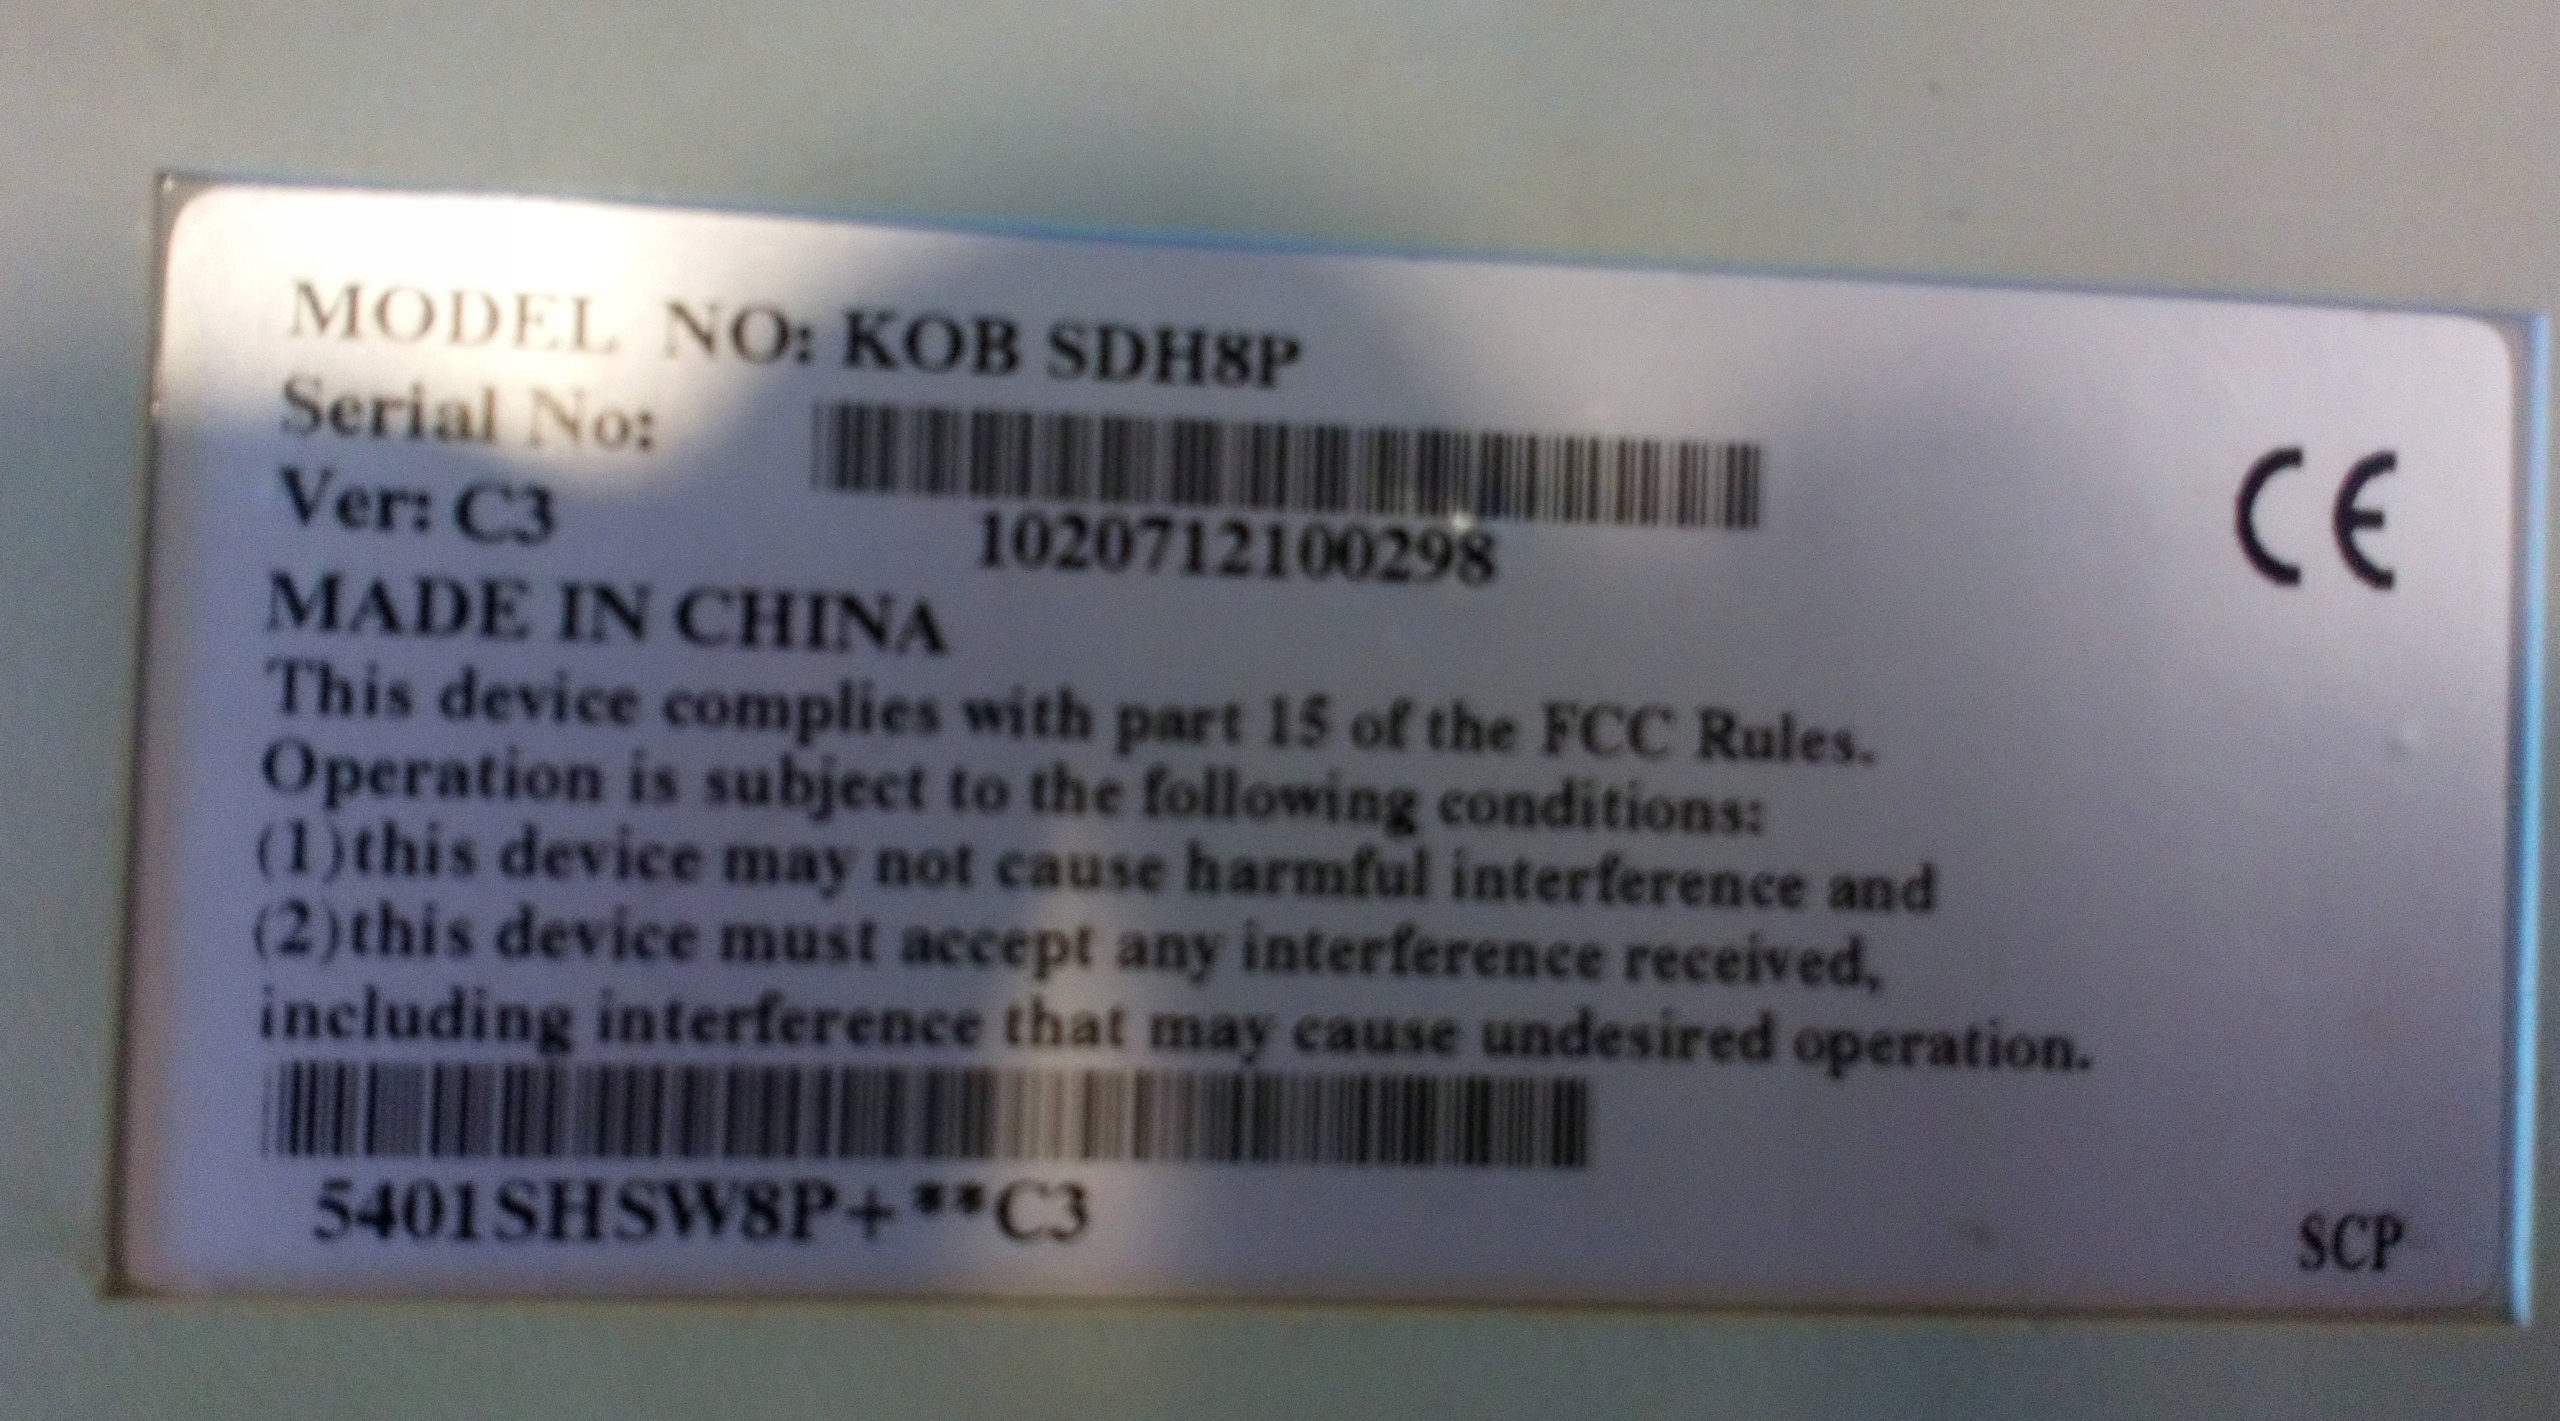 MODEL NO: KOB SDH8P
Serial No:
1020712100298
Ver: C3
MADE IN CHINA
This device complies with part 15 of the FCC Rules.
Operation is subject to the following conditions:
(1)this device may not cause harmful interference and
(2)this device must accept any interference received,
including interference that may cause undesired operation.
5401SHSW8P+**C3
CE
SCP